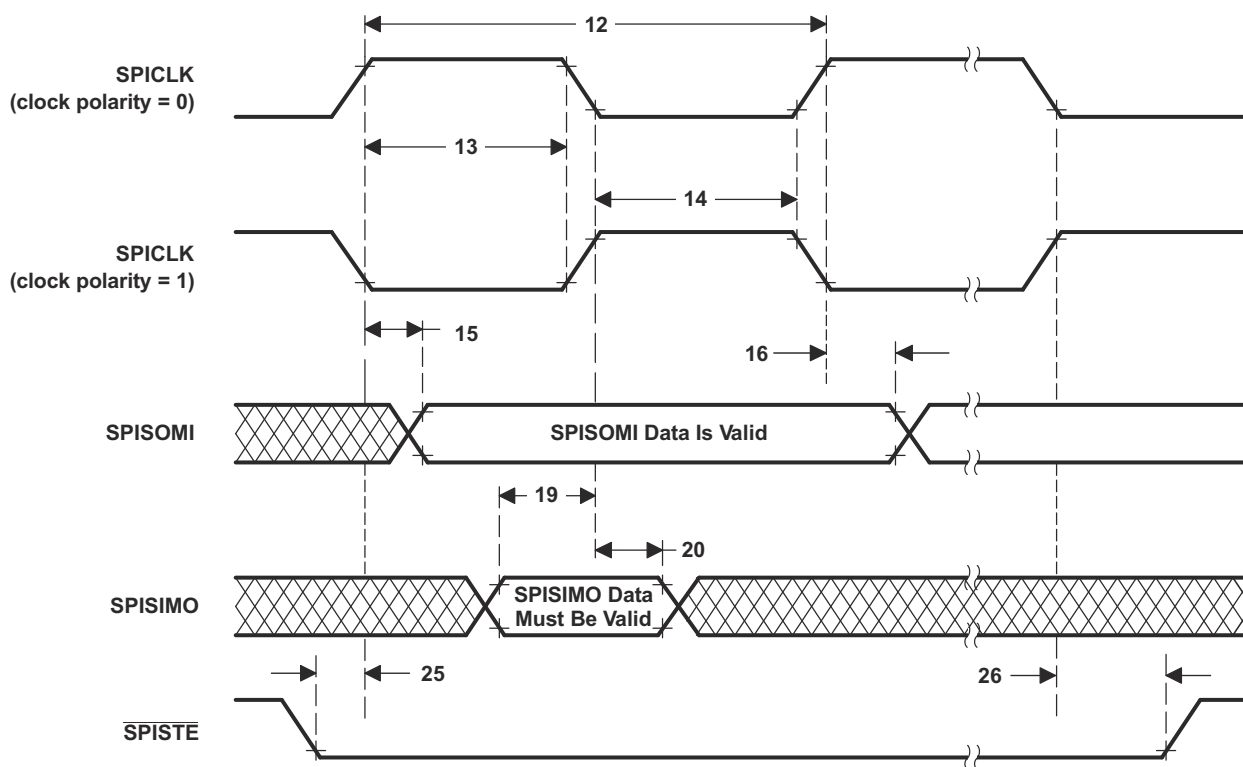 12
SPICLK
(clock polarity = 0)
13
14
SPICLK
(clock polarity = 1)
15
16
SPISOMI
SPISOMI Data Is Valid
19
20
SPISIMO
SPISIMO Data
Must Be Valid
25
26
SPISTE